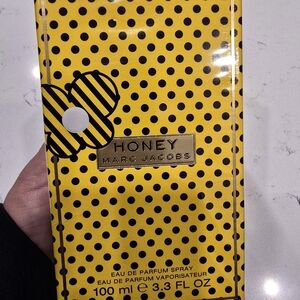 HONEY
MARC JACOBS
EAU DE PARFUM SPRAY
EAU DE PARFUM VAPORISATEUR
100 ml ℮ 3.3 FL OZ